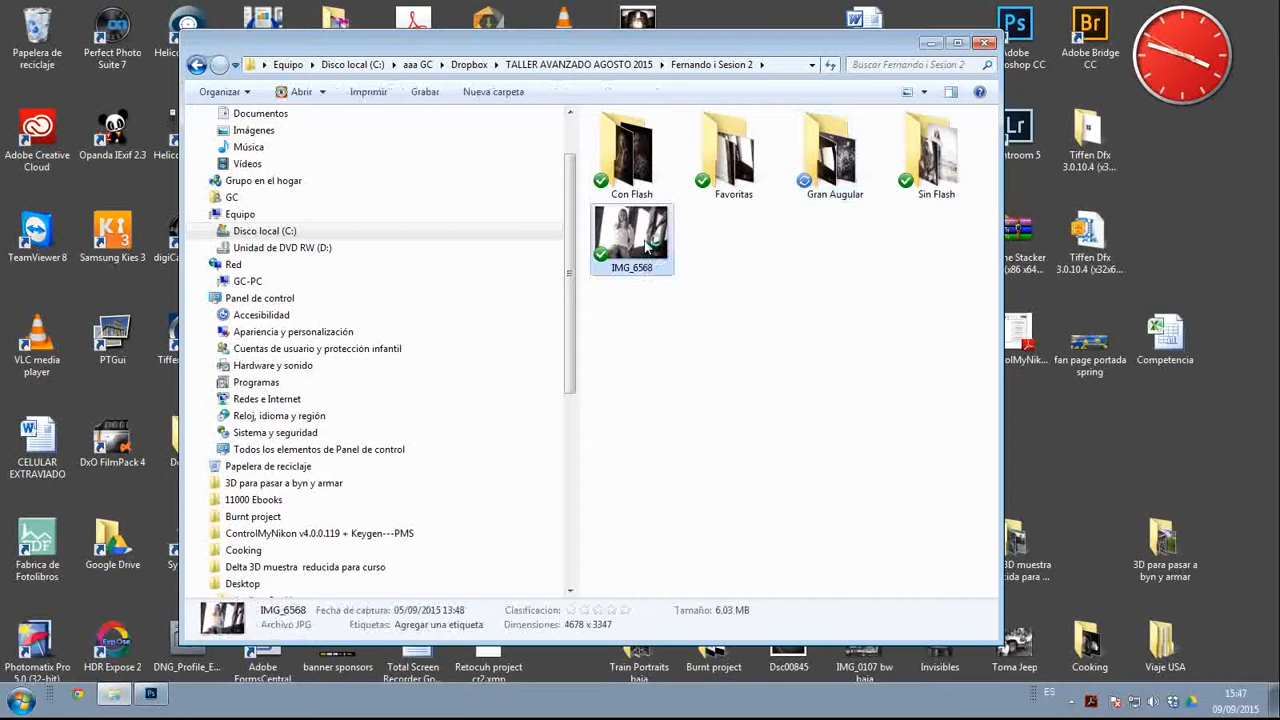 Papelera de reciclaje
Perfect Photo Suite 7
Adobe Creative Cloud
Opanda IExif 2.3
TeamViewer 8
Samsung Kies 3
VLC media player
PTGui
CELULAR EXTRAVIADO
DxO FilmPack 4
Fabrica de Fotolibros
Google Drive
Photomatix Pro 5.0 (32-bit)
HDR Expose 2
DNG_Profile_E...
Adobe FormsCentral
banner sponsors
Total Screen Recorder Go...
Retocuh project cr2.xmp
Train Portraits baja
Burnt project
Dsc00845
IMG_0107 bw baja
Invisibles
Toma Jeep
Cooking
Viaje USA
Equipo
Disco local (C:)
aaa GC
Dropbox
TALLER AVANZADO AGOSTO 2015
Fernando i Sesion 2
Buscar Fernando i Sesion 2
Organizar
Abrir
Imprimir
Grabar
Nueva carpeta
Documentos
Imágenes
Música
Vídeos
Grupo en el hogar
GC
Equipo
Disco local (C:)
Unidad de DVD RW (D:)
Red
GC-PC
Panel de control
Accesibilidad
Apariencia y personalización
Cuentas de usuario y protección infantil
Hardware y sonido
Programas
Redes e Internet
Reloj, idioma y región
Sistema y seguridad
Todos los elementos de Panel de control
Papelera de reciclaje
3D para pasar a byn y armar
11000 Ebooks
Burnt project
ControlMyNikon v4.0.0.119 + Keygen---PMS
Cooking
Delta 3D muestra reducida para curso
Desktop
Con Flash
Favoritas
Gran Augular
Sin Flash
IMG_6568
IMG_6568
Fecha de captura: 05/09/2015 13:48
Clasificación:
Tamaño: 6,03 MB
Archivo JPG
Etiquetas: Agregar una etiqueta
Dimensiones: 4678 x 3347
Ps
Br
Adobe Bridge CC
Lr
Tiffen Dfx 3.0.10.4 (x3...
Tiffen Dfx 3.0.10.4 (x32x6...
fan page portada spring
Competencia
3D para pasar a byn y armar
ES
15:47
09/09/2015